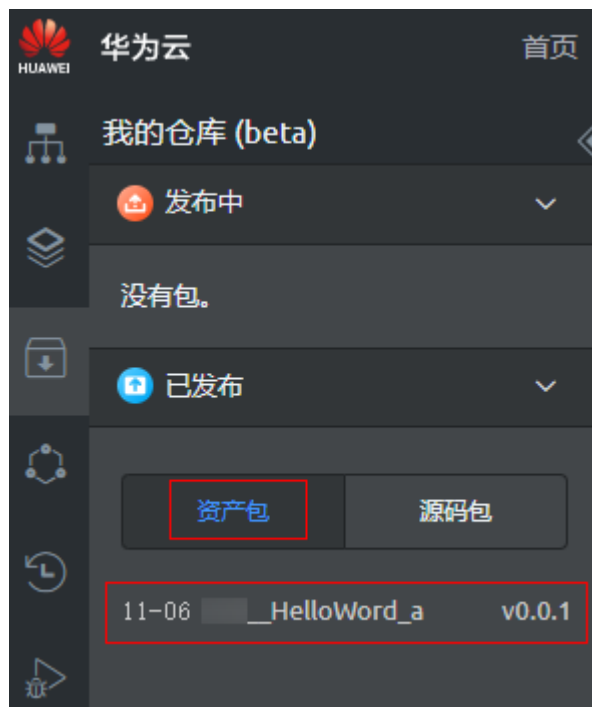 HUAWEI
华为云 首页
我的仓库 (beta)
发布中
没有包。
已发布
资产包 源码包
11-06 __HelloWord_a v0.0.1